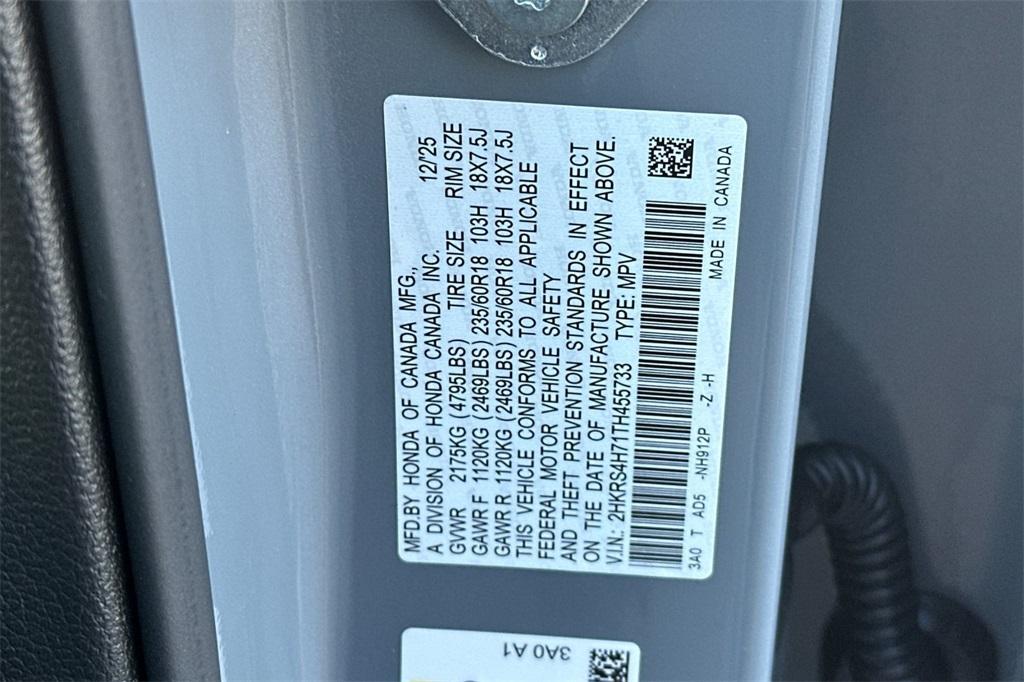 MFD.BY HONDA OF CANADA MFG.,
A DIVISION OF HONDA CANADA INC. 12/'25
GVWR 2175KG (4795LBS) TIRE SIZE RIM SIZE
GAWR F 1120KG (2469LBS) 235/60R18 103H 18X7.5J
GAWR R 1120KG (2469LBS) 235/60R18 103H 18X7.5J
THIS VEHICLE CONFORMS TO ALL APPLICABLE
FEDERAL MOTOR VEHICLE SAFETY
AND THEFT PREVENTION STANDARDS IN EFFECT
ON THE DATE OF MANUFACTURE SHOWN ABOVE.
V.I.N.: 2HKRS4H71TH455733 TYPE: MPV
3A0 T AD5 -NH912P -Z -H MADE IN CANADA
3A0 A1